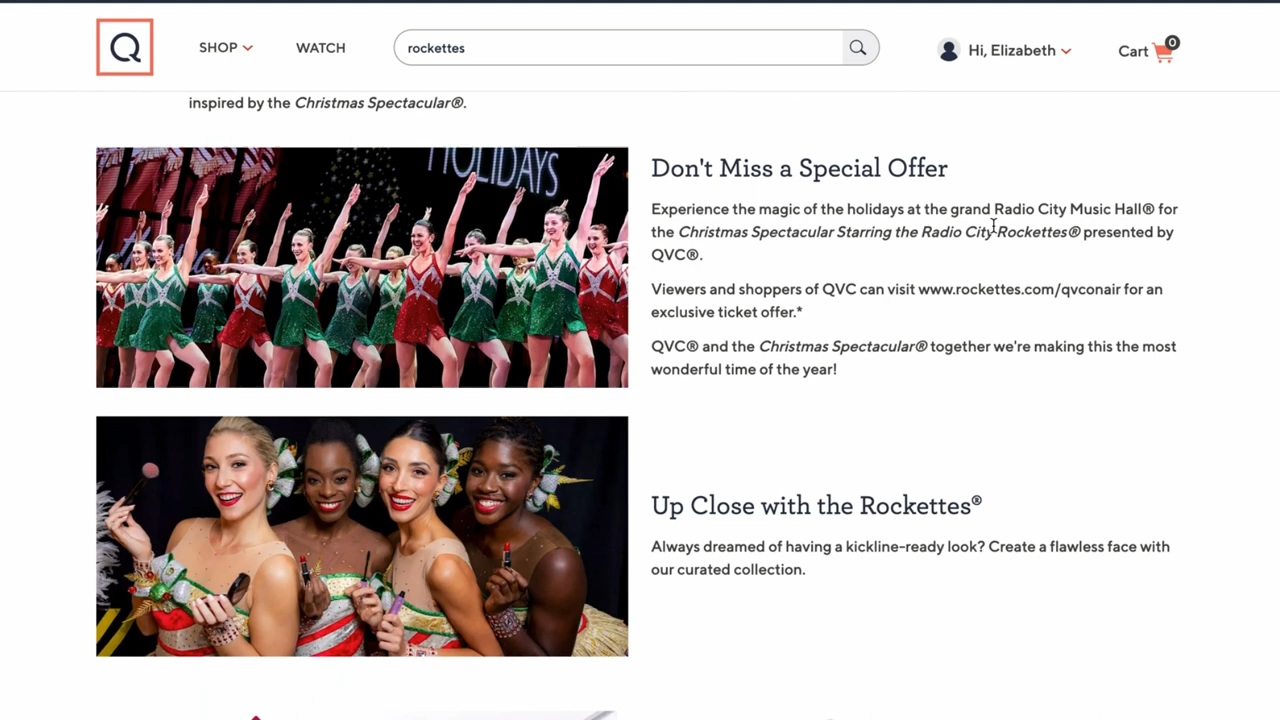 Q
SHOP
WATCH
rockettes
Hi, Elizabeth
Cart
0
inspired by the Christmas Spectacular®.
HOLIDAYS
Don't Miss a Special Offer
Experience the magic of the holidays at the grand Radio City Music Hall® for
the Christmas Spectacular Starring the Radio City Rockettes® presented by
QVC®.
Viewers and shoppers of QVC can visit www.rockettes.com/qvconair for an
exclusive ticket offer.*
QVC® and the Christmas Spectacular® together we're making this the most
wonderful time of the year!
Up Close with the Rockettes®
Always dreamed of having a kickline-ready look? Create a flawless face with
our curated collection.